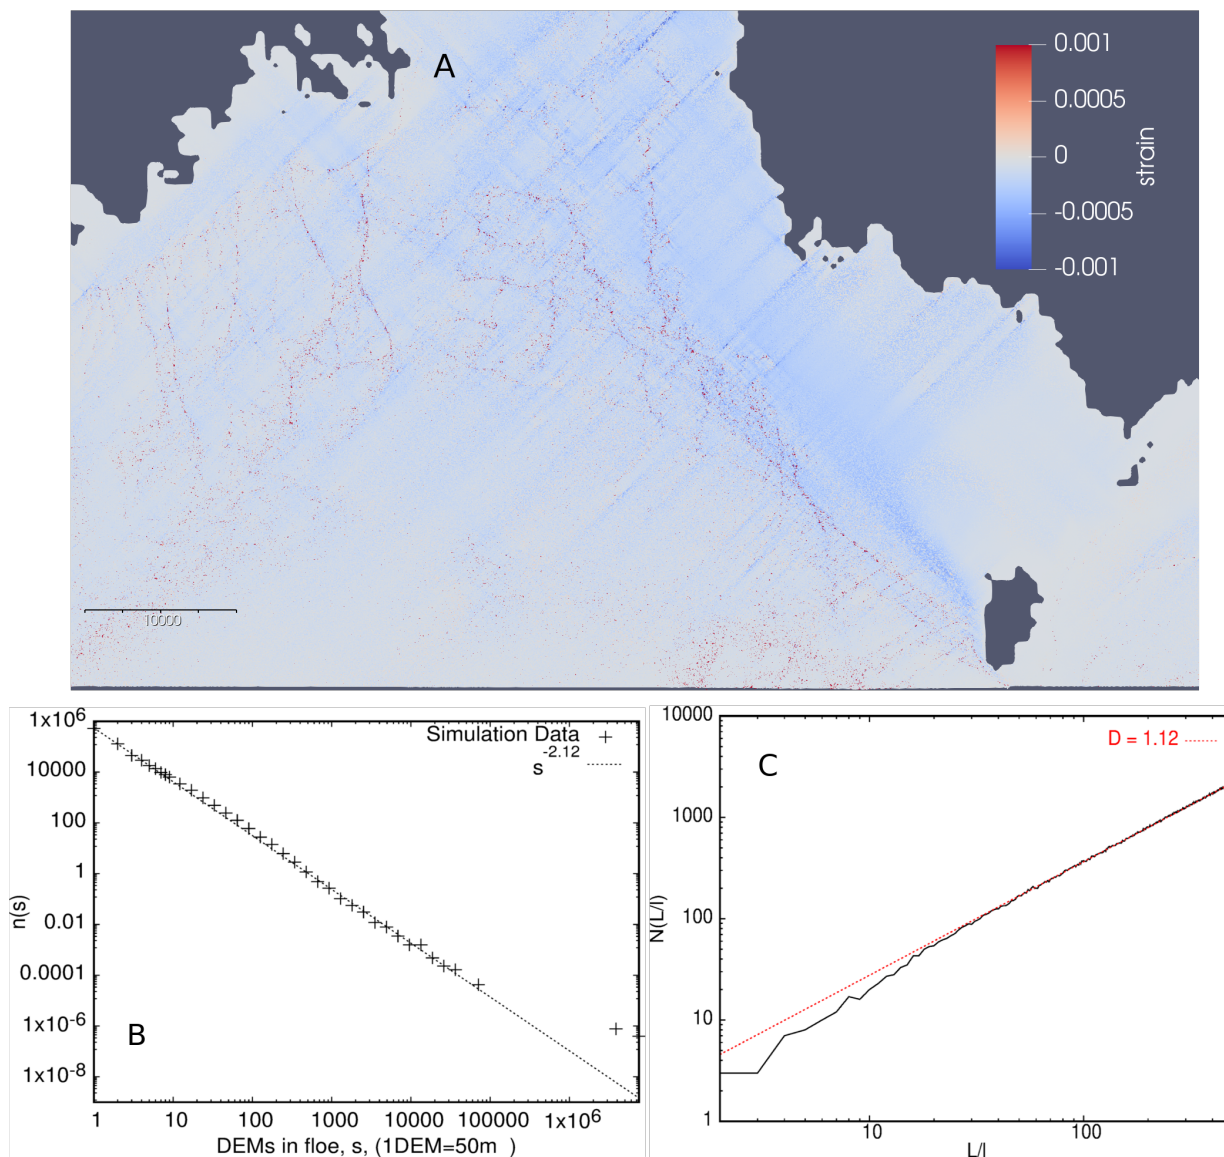 A
0.001
0.0005
0
-0.0005
-0.001
strain
10000
1x10^6
10000
100
1
0.01
0.0001
1x10^-6
1x10^-8
n(s)
Simulation Data
s^-2.12
B
1
10
100
1000
10000
100000
1x10^6
DEMs in floe, s, (1DEM=50m )
10000
1000
100
10
1
N(L/l)
D = 1.12
C
10
100
L/l